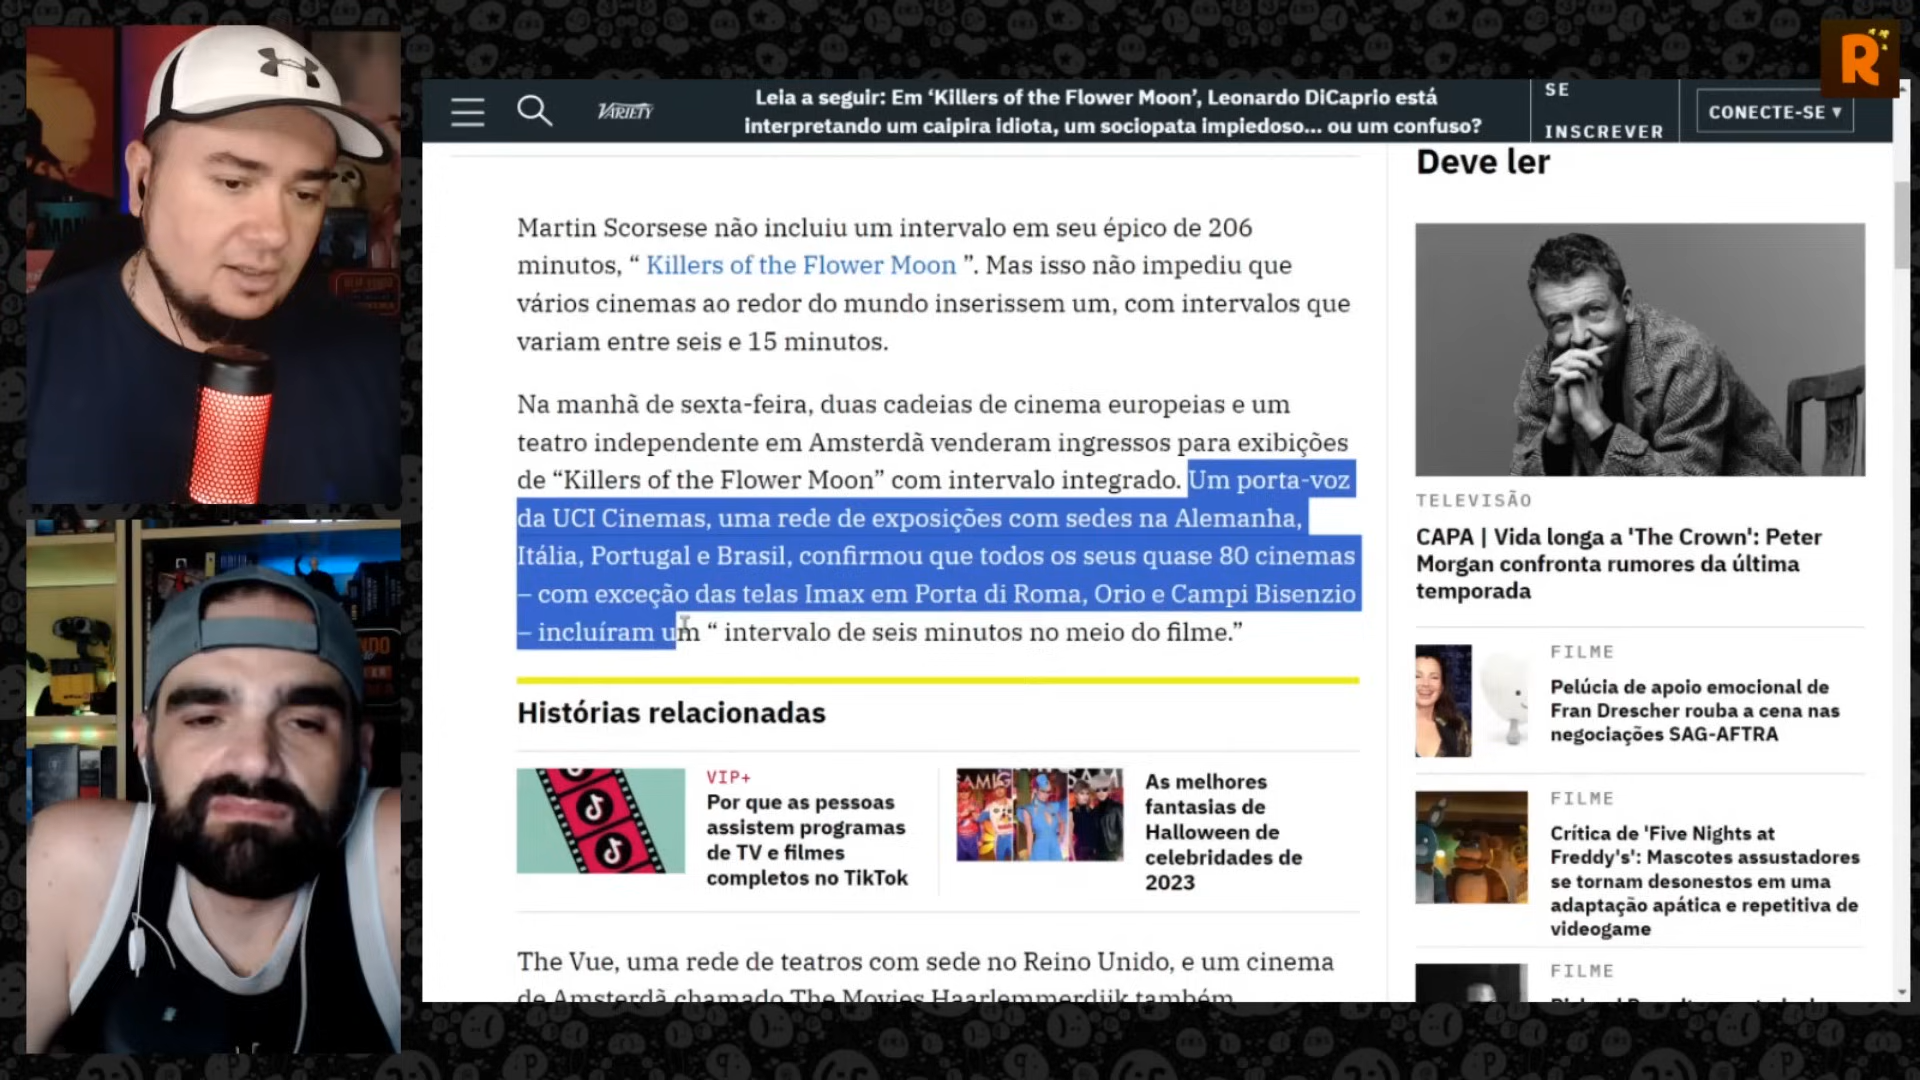 R
VARIETY
Leia a seguir: Em ‘Killers of the Flower Moon’, Leonardo DiCaprio está
interpretando um caipira idiota, um sociopata impiedoso... ou um confuso?
SE
INSCREVER
CONECTE-SE ▾
Martin Scorsese não incluiu um intervalo em seu épico de 206
minutos, “ Killers of the Flower Moon ”. Mas isso não impediu que
vários cinemas ao redor do mundo inserissem um, com intervalos que
variam entre seis e 15 minutos.
Na manhã de sexta-feira, duas cadeias de cinema europeias e um
teatro independente em Amsterdã venderam ingressos para exibições
de “Killers of the Flower Moon” com intervalo integrado. Um porta-voz
da UCI Cinemas, uma rede de exposições com sedes na Alemanha,
Itália, Portugal e Brasil, confirmou que todos os seus quase 80 cinemas
– com exceção das telas Imax em Porta di Roma, Orio e Campi Bisenzio
– incluíram um “ intervalo de seis minutos no meio do filme.”
Histórias relacionadas
VIP+
Por que as pessoas
assistem programas
de TV e filmes
completos no TikTok
As melhores
fantasias de
Halloween de
celebridades de
2023
The Vue, uma rede de teatros com sede no Reino Unido, e um cinema
de Amsterdã chamado The Movies Haarlemmerdijk também
Deve ler
TELEVISÃO
CAPA | Vida longa a 'The Crown': Peter
Morgan confronta rumores da última
temporada
FILME
Pelúcia de apoio emocional de
Fran Drescher rouba a cena nas
negociações SAG-AFTRA
FILME
Crítica de 'Five Nights at
Freddy's': Mascotes assustadores
se tornam desonestos em uma
adaptação apática e repetitiva de
videogame
FILME